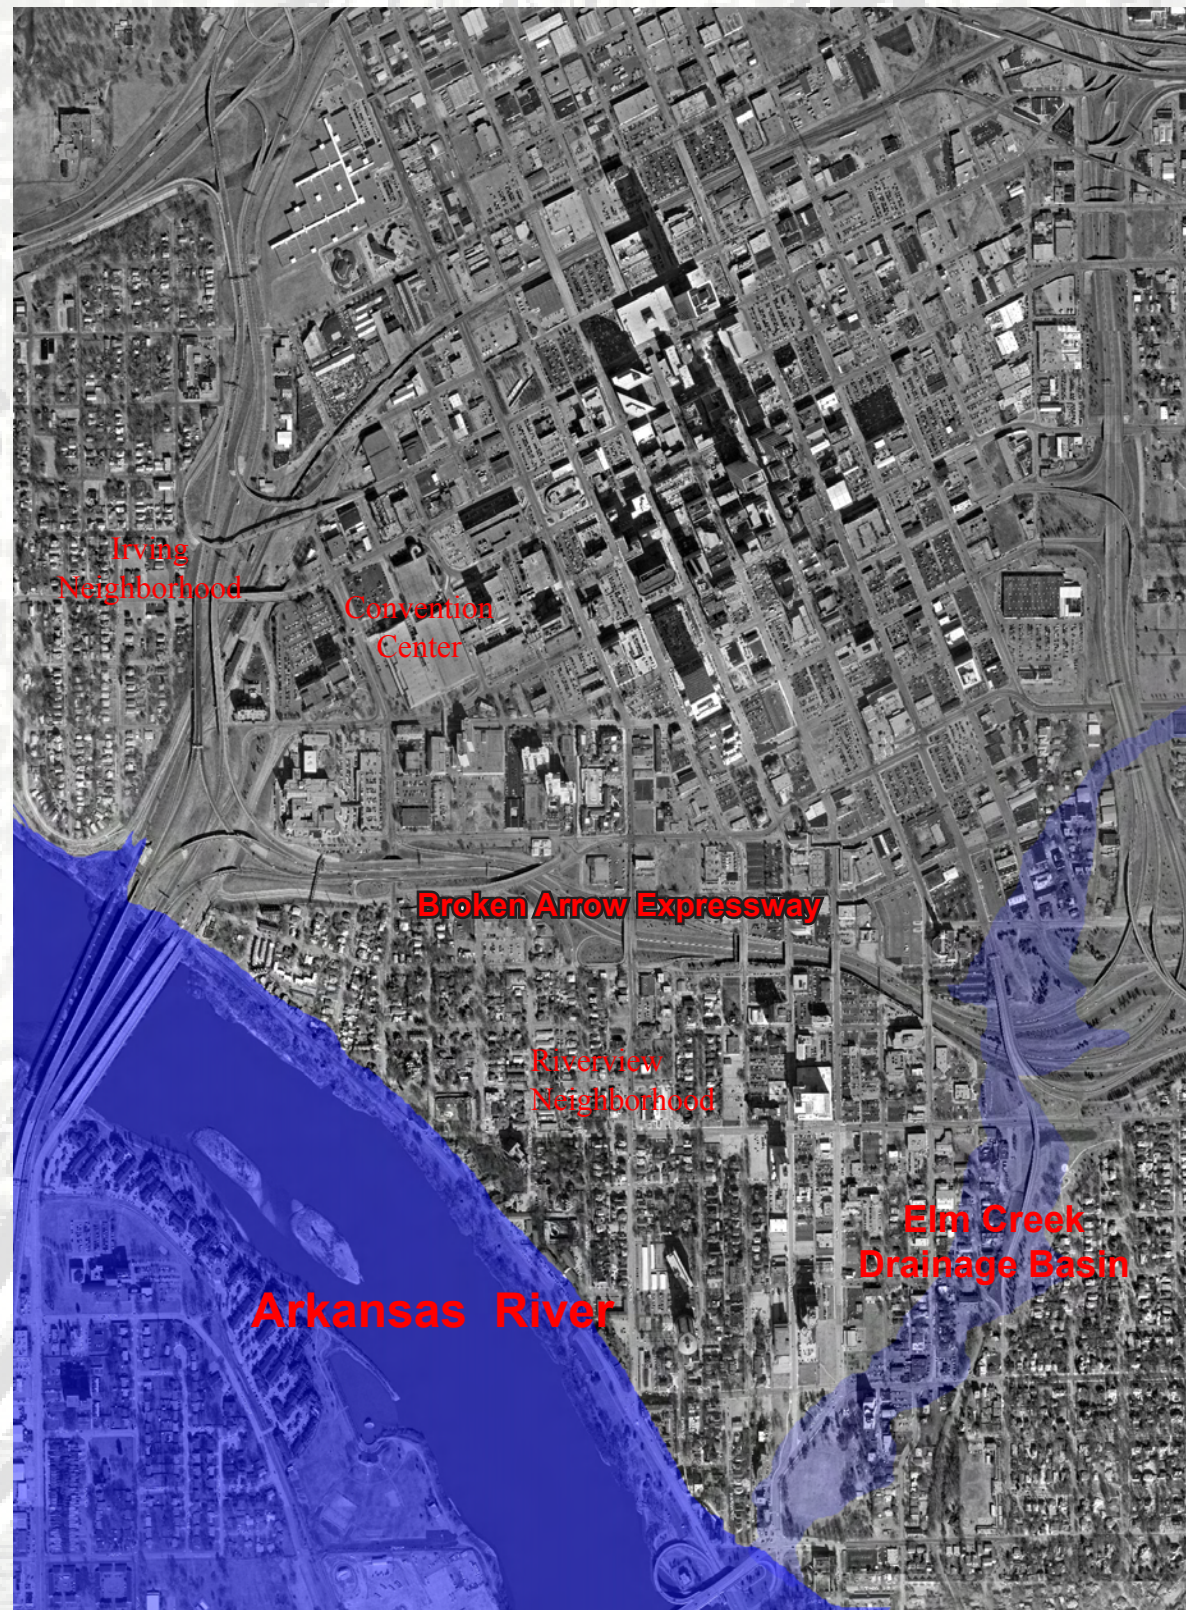 Irving
Neighborhood
Convention
Center
Broken Arrow Expressway
Riverview
Neighborhood
Elm Creek
Drainage Basin
Arkansas River